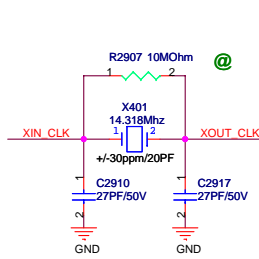 R2907 10MOhm
@
1 2
X401
14.318Mhz
XIN_CLK 1 2 XOUT_CLK
+/-30ppm/20PF
1 1
C2910 C2917
27PF/50V 27PF/50V
2 2
GND GND